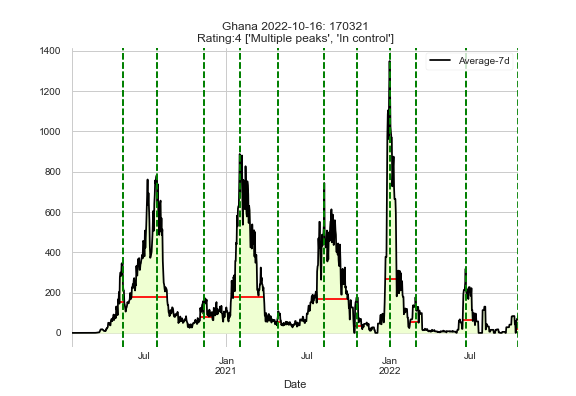 Ghana 2022-10-16: 170321
Rating:4 ['Multiple peaks', 'In control']
1400
1200
1000
800
600
400
200
0
Average-7d
Jul
Jan
2021
Jul
Jan
2022
Jul
Date